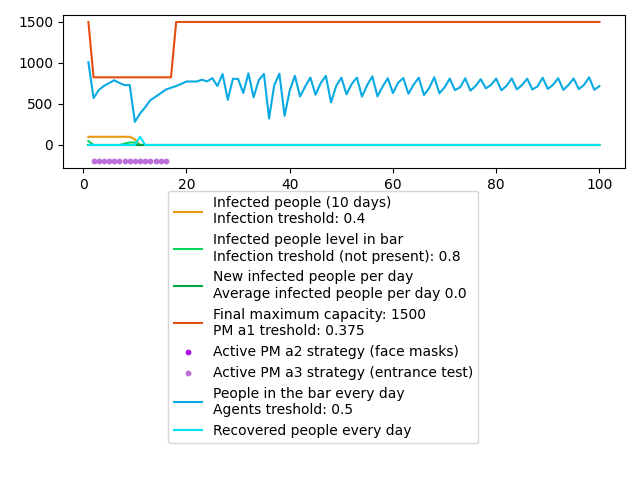 1500
1000
500
0
0 20 40 60 80 100
Infected people (10 days)
Infection treshold: 0.4
Infected people level in bar
Infection treshold (not present): 0.8
New infected people per day
Average infected people per day 0.0
Final maximum capacity: 1500
PM a1 treshold: 0.375
Active PM a2 strategy (face masks)
Active PM a3 strategy (entrance test)
People in the bar every day
Agents treshold: 0.5
Recovered people every day